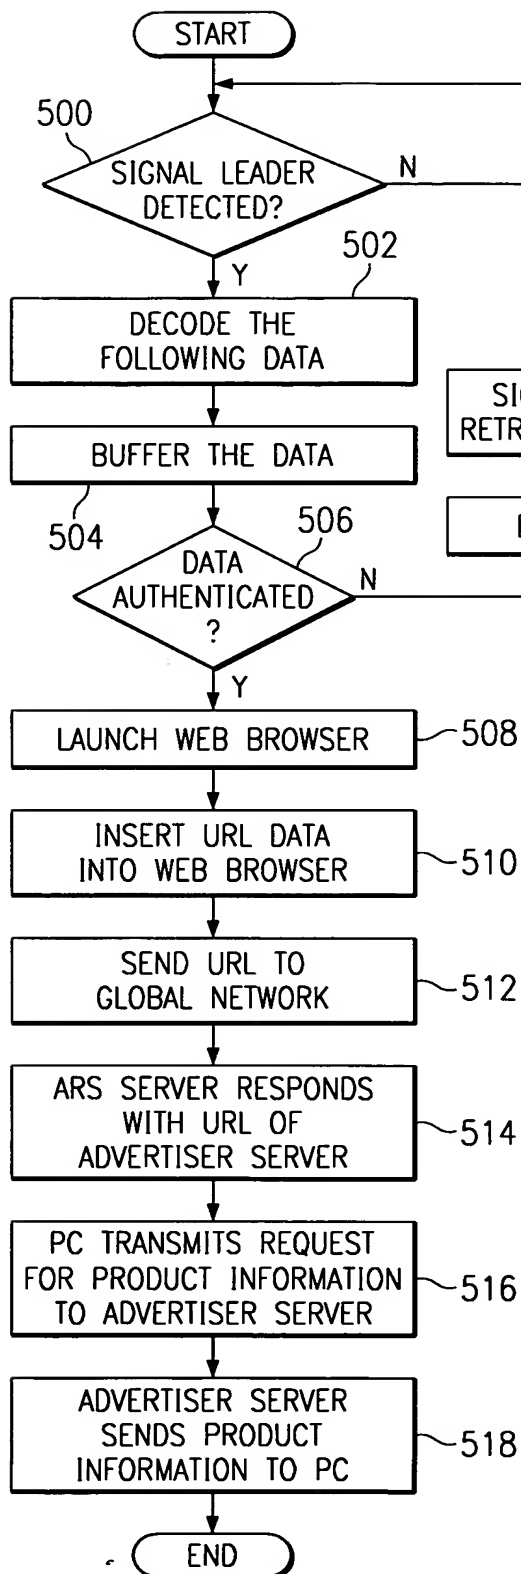 START
500
SIGNAL LEADER
DETECTED?
N
Y
502
DECODE THE
FOLLOWING DATA
BUFFER THE DATA
504
506
DATA
AUTHENTICATED
?
N
Y
LAUNCH WEB BROWSER
508
INSERT URL DATA
INTO WEB BROWSER
510
SEND URL TO
GLOBAL NETWORK
512
ARS SERVER RESPONDS
WITH URL OF
ADVERTISER SERVER
514
PC TRANSMITS REQUEST
FOR PRODUCT INFORMATION
TO ADVERTISER SERVER
516
ADVERTISER SERVER
SENDS PRODUCT
INFORMATION TO PC
518
END